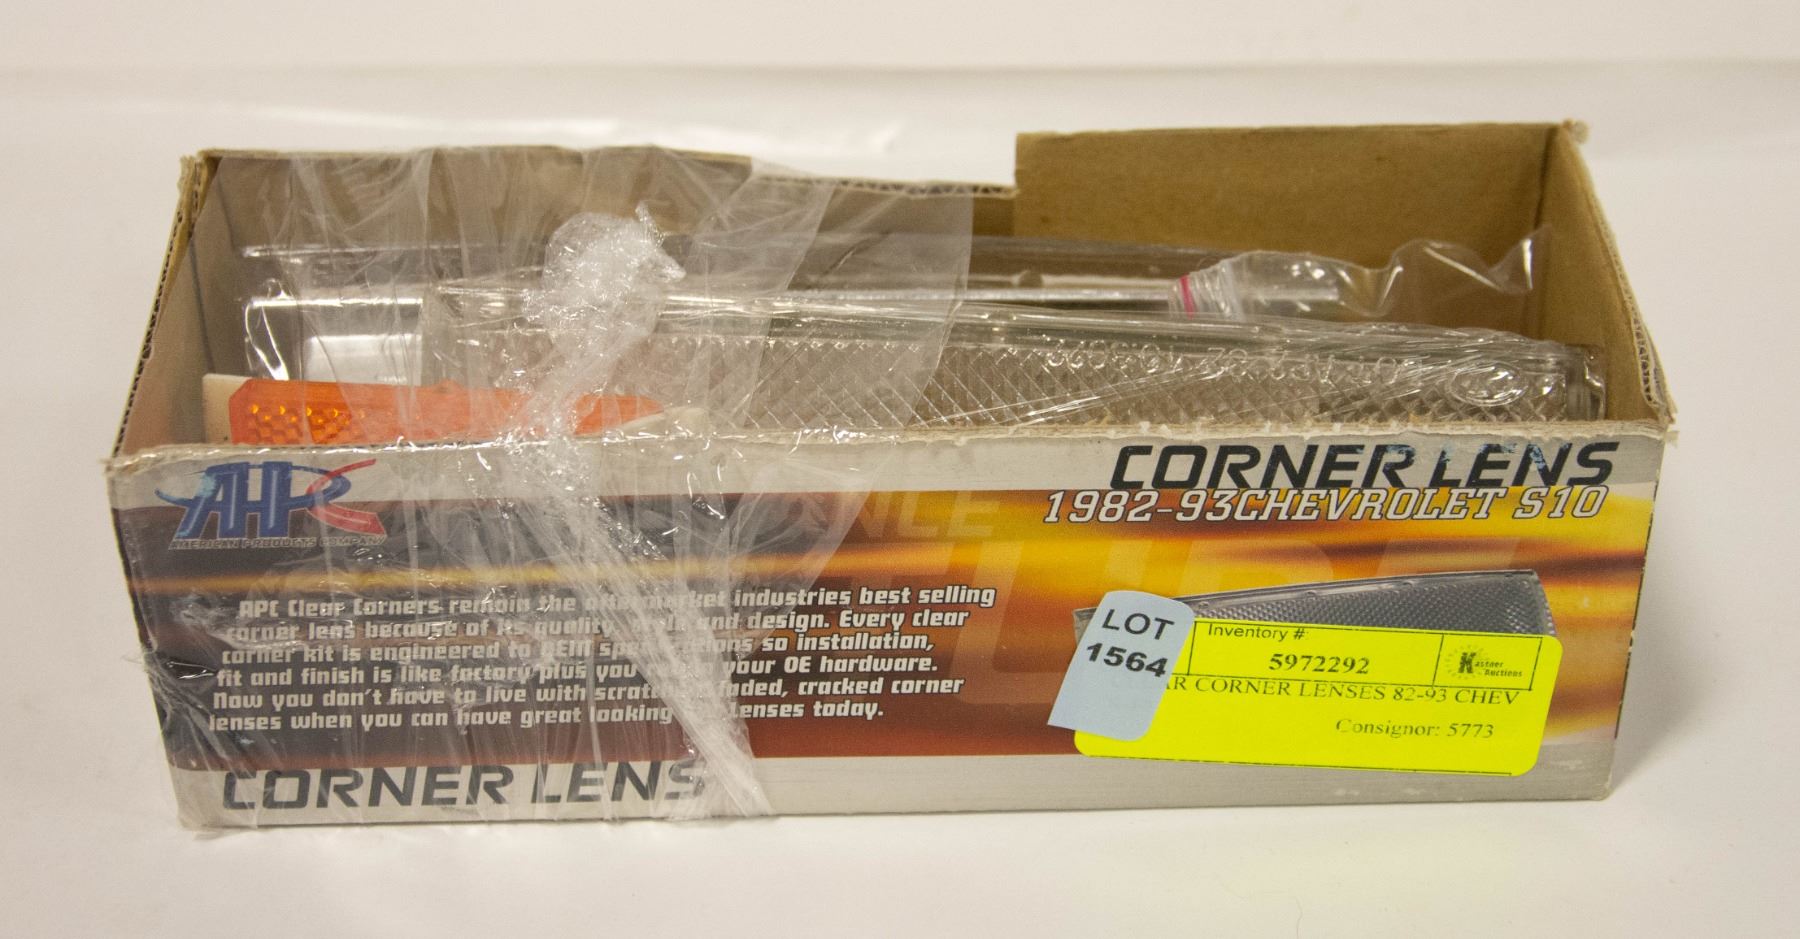 CORNER LENS
1982-93 CHEVROLET S10
AMERICAN PRODUCTS COMPANY
APC Clear Corners remain the aftermarket industries best selling
corner lens because of its quality, and design. Every clear
corner kit is engineered to OEM so installation,
fit and finish is like factory plus you your OE hardware.
Now you don't have to live with faded, cracked corner
lenses when you can have great looking lenses today.
CORNER LENS
LOT
1564
Inventory #:
5972292
Kastner
Auctions
AR CORNER LENSES 82-93 CHEV
Consignor: 5773